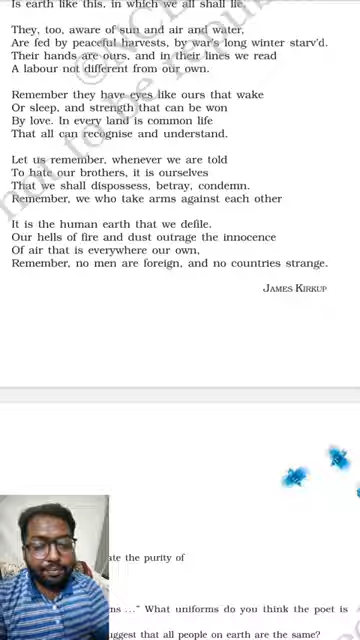 Is earth like this, in which we all shall lie.
They, too, aware of sun and air and water,
Are fed by peaceful harvests, by war's long winter starv'd.
Their hands are ours, and in their lines we read
A labour not different from our own.
Remember they have eyes like ours that wake
Or sleep, and strength that can be won
By love. In every land is common life
That all can recognise and understand.
Let us remember, whenever we are told
To hate our brothers, it is ourselves
That we shall dispossess, betray, condemn.
Remember, we who take arms against each other
It is the human earth that we defile.
Our hells of fire and dust outrage the innocence
Of air that is everywhere our own,
Remember, no men are foreign, and no countries strange.
JAMES KIRKUP
ate the purity of
ms …” What uniforms do you think the poet is
uggest that all people on earth are the same?
not to be republ